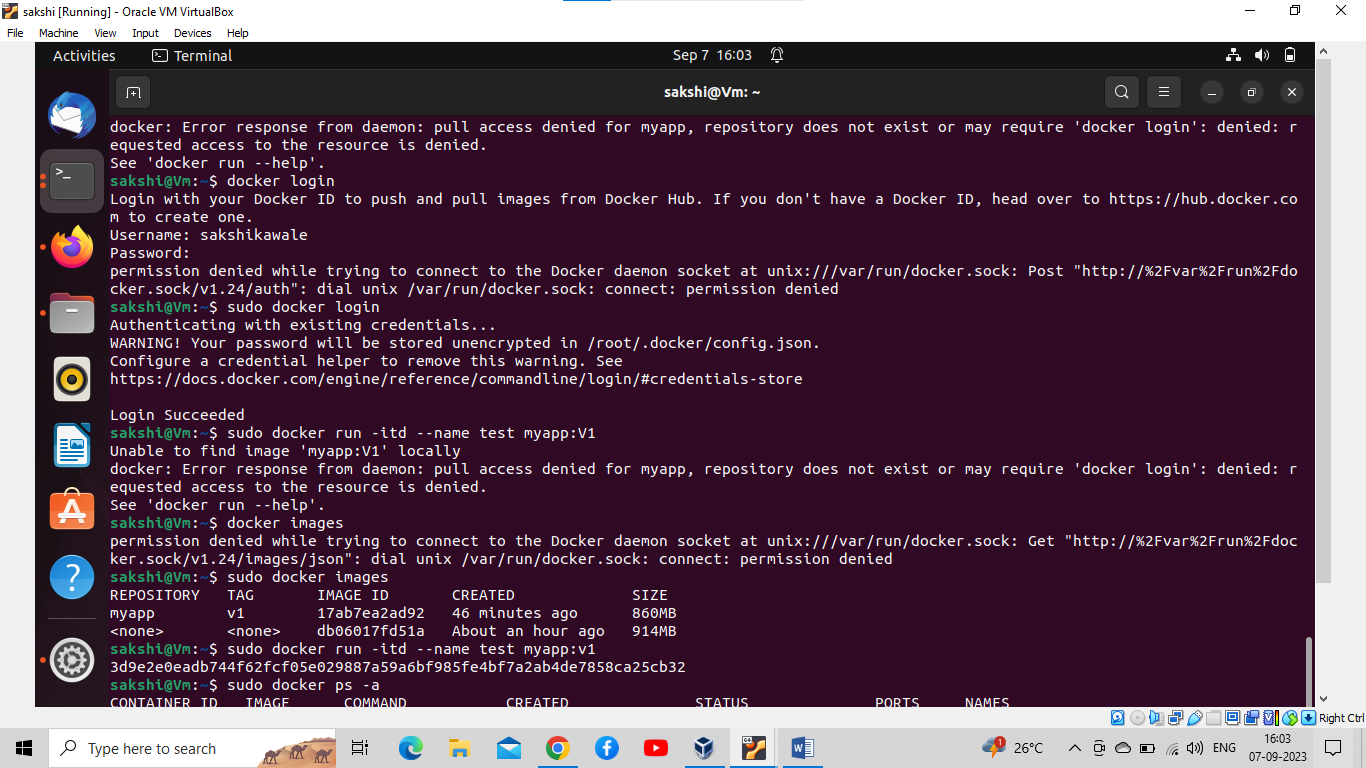 sakshi [Running] - Oracle VM VirtualBox
File Machine View Input Devices Help
Activities Terminal Sep 7 16:03
sakshi@Vm: ~
docker: Error response from daemon: pull access denied for myapp, repository does not exist or may require 'docker login': denied: r
equested access to the resource is denied.
See 'docker run --help'.
sakshi@Vm:~$ docker login
Login with your Docker ID to push and pull images from Docker Hub. If you don't have a Docker ID, head over to https://hub.docker.co
m to create one.
Username: sakshikawale
Password:
permission denied while trying to connect to the Docker daemon socket at unix:///var/run/docker.sock: Post "http://%2Fvar%2Frun%2Fdo
cker.sock/v1.24/auth": dial unix /var/run/docker.sock: connect: permission denied
sakshi@Vm:~$ sudo docker login
Authenticating with existing credentials...
WARNING! Your password will be stored unencrypted in /root/.docker/config.json.
Configure a credential helper to remove this warning. See
https://docs.docker.com/engine/reference/commandline/login/#credentials-store
Login Succeeded
sakshi@Vm:~$ sudo docker run -itd --name test myapp:V1
Unable to find image 'myapp:V1' locally
docker: Error response from daemon: pull access denied for myapp, repository does not exist or may require 'docker login': denied: r
equested access to the resource is denied.
See 'docker run --help'.
sakshi@Vm:~$ docker images
permission denied while trying to connect to the Docker daemon socket at unix:///var/run/docker.sock: Get "http://%2Fvar%2Frun%2Fdoc
ker.sock/v1.24/images/json": dial unix /var/run/docker.sock: connect: permission denied
sakshi@Vm:~$ sudo docker images
REPOSITORY TAG IMAGE ID CREATED SIZE
myapp v1 17ab7ea2ad92 46 minutes ago 860MB
<none> <none> db06017fd51a About an hour ago 914MB
sakshi@Vm:~$ sudo docker run -itd --name test myapp:v1
3d9e2e0eadb744f62fcf05e029887a59a6bf985fe4bf7a2ab4de7858ca25cb32
sakshi@Vm:~$ sudo docker ps -a
CONTAINER ID IMAGE COMMAND CREATED STATUS PORTS NAMES
Right Ctrl
Type here to search
26°C
ENG
16:03
07-09-2023